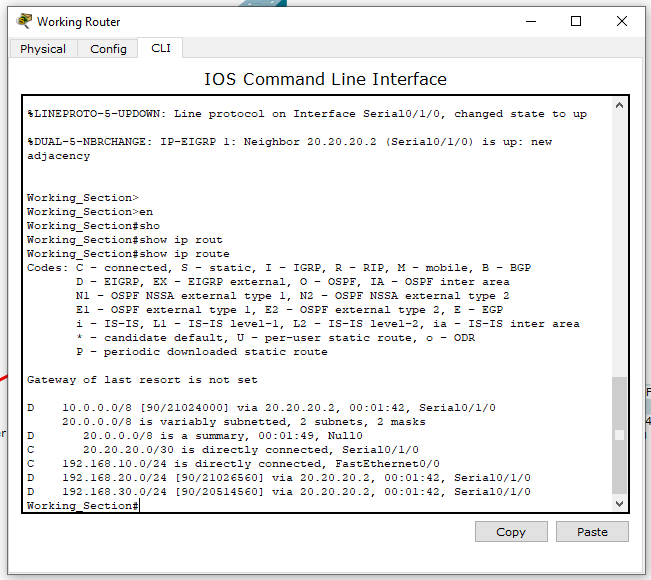 Working Router
Physical Config CLI
IOS Command Line Interface
%LINEPROTO-5-UPDOWN: Line protocol on Interface Serial0/1/0, changed state to up
%DUAL-5-NBRCHANGE: IP-EIGRP 1: Neighbor 20.20.20.2 (Serial0/1/0) is up: new
adjacency
Working_Section>
Working_Section>en
Working_Section#sho
Working_Section#show ip rout
Working_Section#show ip route
Codes: C - connected, S - static, I - IGRP, R - RIP, M - mobile, B - BGP
       D - EIGRP, EX - EIGRP external, O - OSPF, IA - OSPF inter area
       N1 - OSPF NSSA external type 1, N2 - OSPF NSSA external type 2
       E1 - OSPF external type 1, E2 - OSPF external type 2, E - EGP
       i - IS-IS, L1 - IS-IS level-1, L2 - IS-IS level-2, ia - IS-IS inter area
       * - candidate default, U - per-user static route, o - ODR
       P - periodic downloaded static route
Gateway of last resort is not set
D    10.0.0.0/8 [90/21024000] via 20.20.20.2, 00:01:42, Serial0/1/0
     20.0.0.0/8 is variably subnetted, 2 subnets, 2 masks
D       20.0.0.0/8 is a summary, 00:01:49, Null0
C       20.20.20.0/30 is directly connected, Serial0/1/0
C    192.168.10.0/24 is directly connected, FastEthernet0/0
D    192.168.20.0/24 [90/21026560] via 20.20.20.2, 00:01:42, Serial0/1/0
D    192.168.30.0/24 [90/20514560] via 20.20.20.2, 00:01:42, Serial0/1/0
Working_Section#
Copy Paste